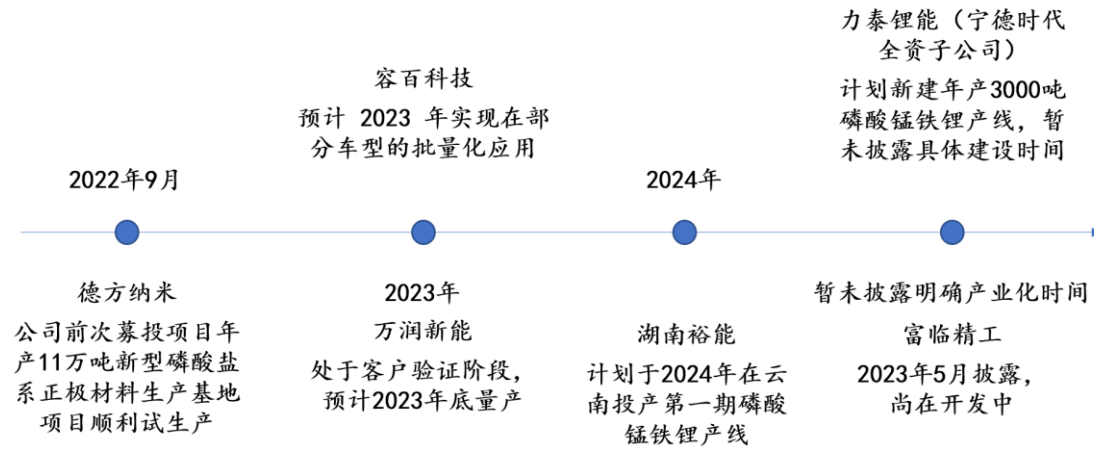 2022年9月
德方纳米
公司前次募投项目年
产11万吨新型磷酸盐
系正极材料生产基地
项目顺利试生产
容百科技
预计 2023 年实现在部
分车型的批量化应用
2023年
万润新能
处于客户验证阶段，
预计2023年底量产
2024年
湖南裕能
计划于2024年在云
南投产第一期磷酸
锰铁锂产线
力泰锂能（宁德时代
全资子公司）
计划新建年产3000吨
磷酸锰铁锂产线，暂
未披露具体建设时间
暂未披露明确产业化时间
富临精工
2023年5月披露，
尚在开发中